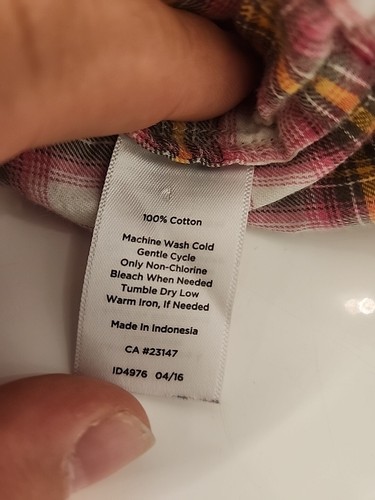 100% Cotton
Machine Wash Cold
Gentle Cycle
Only Non-Chlorine
Bleach When Needed
Tumble Dry Low
Warm Iron, If Needed
Made In Indonesia
CA #23147
ID4976 04/16